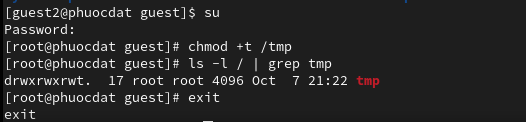 [guest2@phuocdat guest]$ su
Password:
[root@phuocdat guest]# chmod +t /tmp
[root@phuocdat guest]# ls -l / | grep tmp
drwxrwxrwt.  17 root root 4096 Oct  7 21:22 tmp
[root@phuocdat guest]# exit
exit